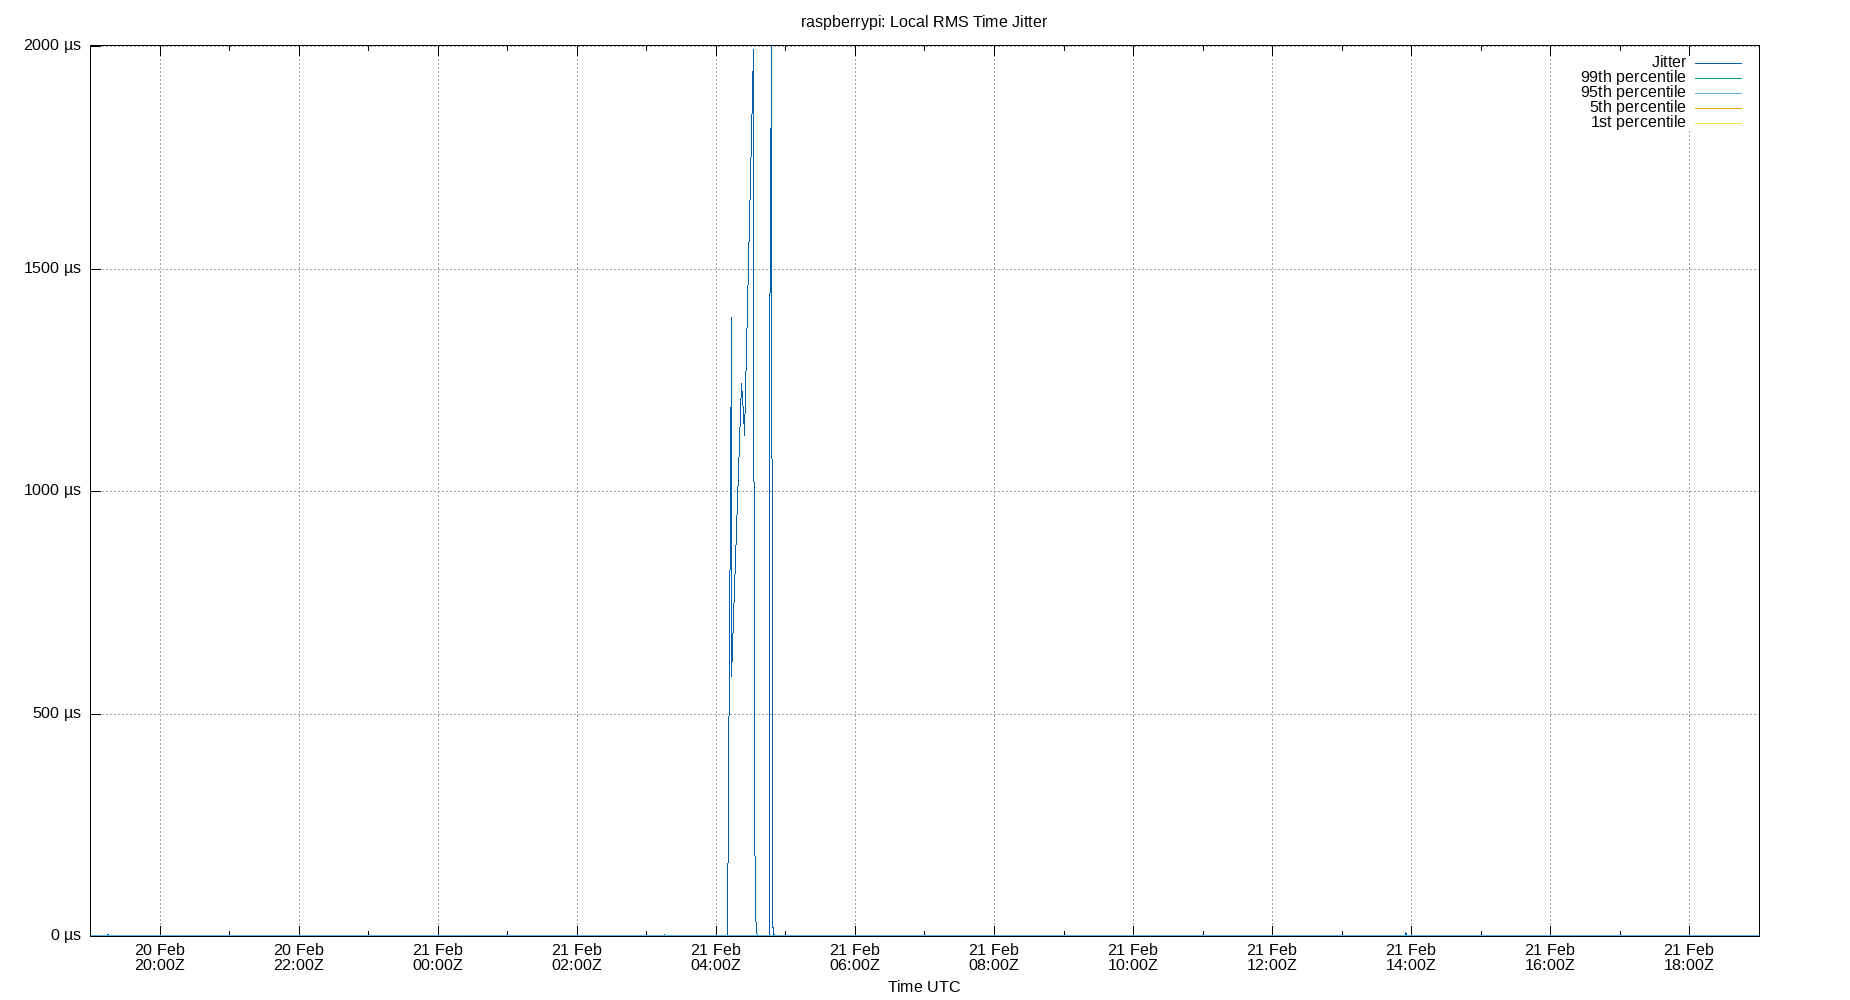 raspberrypi: Local RMS Time Jitter
2000 µs
1500 µs
1000 µs
500 µs
0 µs
Jitter
99th percentile
95th percentile
5th percentile
1st percentile
20 Feb 20 Feb 21 Feb 21 Feb 21 Feb 21 Feb 21 Feb 21 Feb 21 Feb 21 Feb 21 Feb 21 Feb
20:00Z 22:00Z 00:00Z 02:00Z 04:00Z 06:00Z 08:00Z 10:00Z 12:00Z 14:00Z 16:00Z 18:00Z
Time UTC